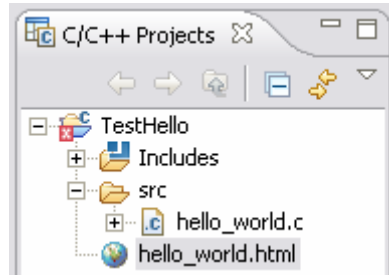 C/C++ Projects
TestHello
Includes
src
hello_world.c
hello_world.html